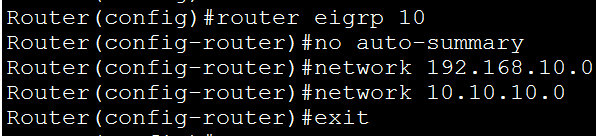 Router(config)#router eigrp 10
Router(config-router)#no auto-summary
Router(config-router)#network 192.168.10.0
Router(config-router)#network 10.10.10.0
Router(config-router)#exit